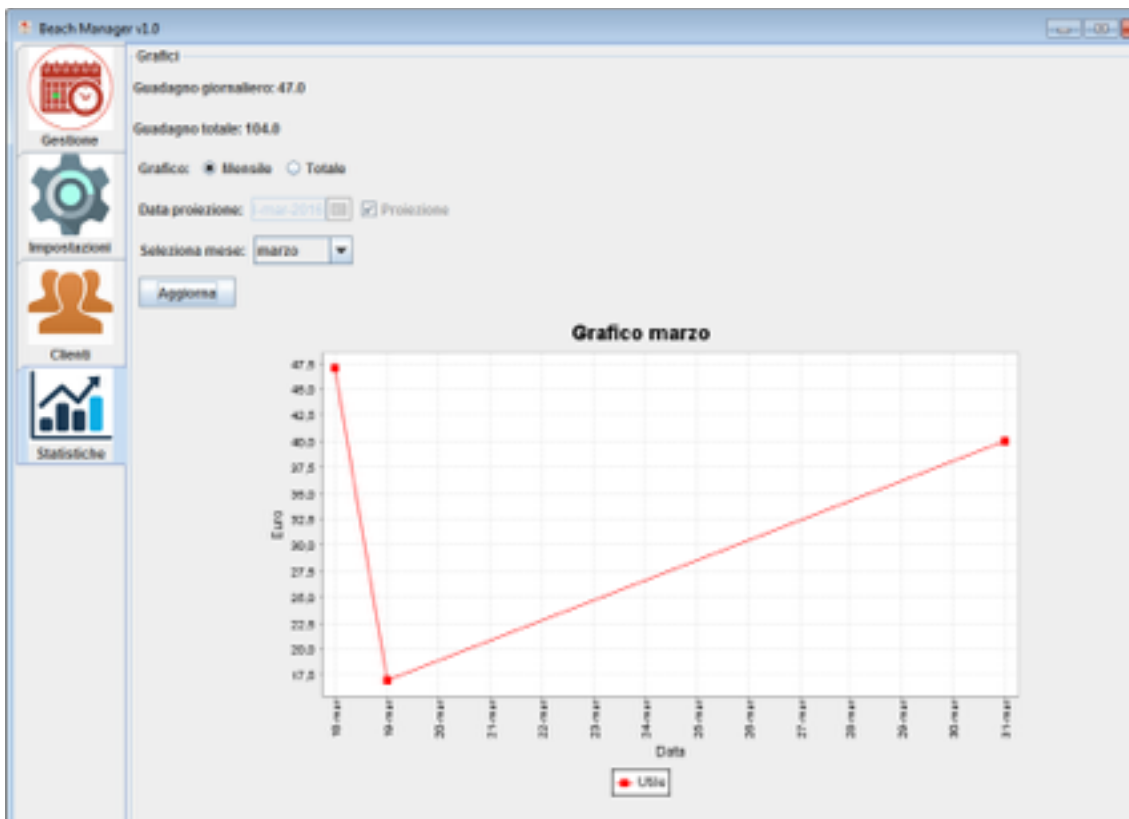 Beach Manager v1.0
Gestione
Impostazioni
Clienti
Statistiche
Grafici
Guadagno giornaliero: 47.0
Guadagno totale: 104.0
Grafico: Mensile Totale
Data proiezione: -mar-2016 Proiezione
Seleziona mese: marzo
Aggiorna
Grafico marzo
Euro
47,5
45,0
42,5
40,0
37,5
35,0
32,5
30,0
27,5
25,0
22,5
20,0
17,5
18-mar
19-mar
20-mar
21-mar
22-mar
23-mar
24-mar
25-mar
26-mar
27-mar
28-mar
29-mar
30-mar
31-mar
Data
Utile